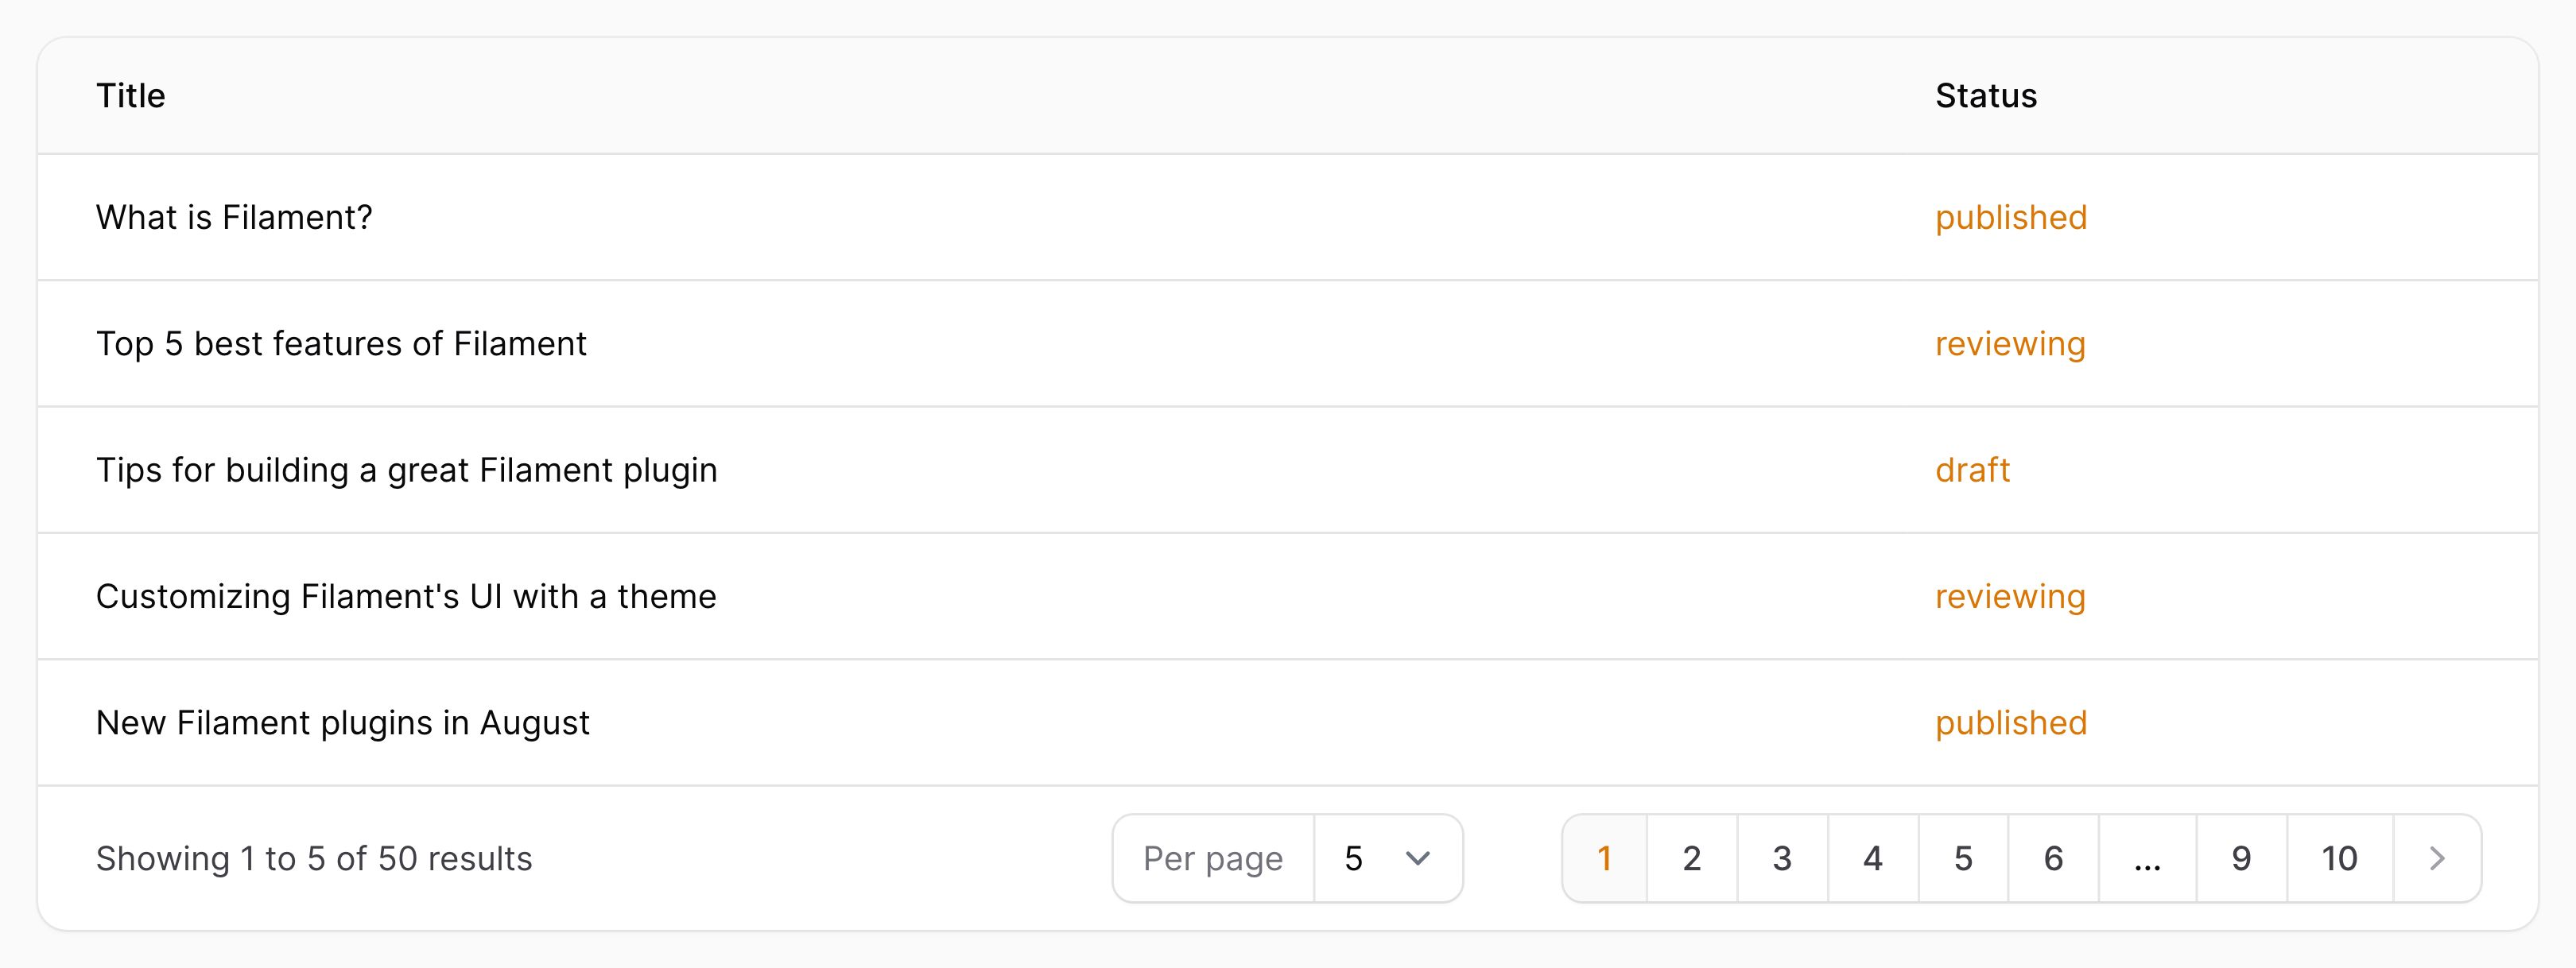 Title Status
What is Filament? published
Top 5 best features of Filament reviewing
Tips for building a great Filament plugin draft
Customizing Filament's UI with a theme reviewing
New Filament plugins in August published
Showing 1 to 5 of 50 results Per page 5 1 2 3 4 5 6 ... 9 10